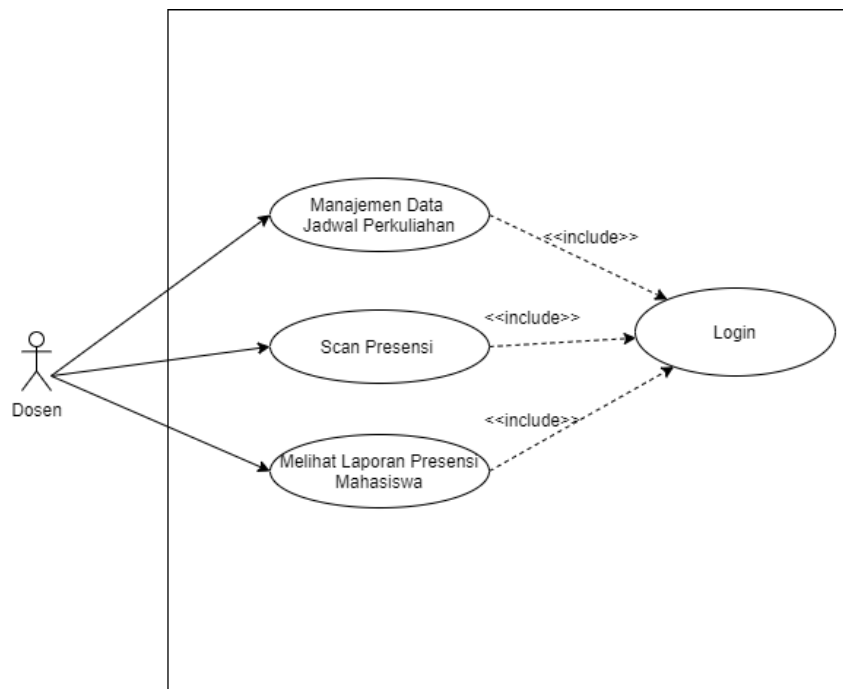 Manajemen Data
Jadwal Perkuliahan
<<include>>
<<include>>
Scan Presensi
Login
Dosen
<<include>>
Melihat Laporan Presensi
Mahasiswa